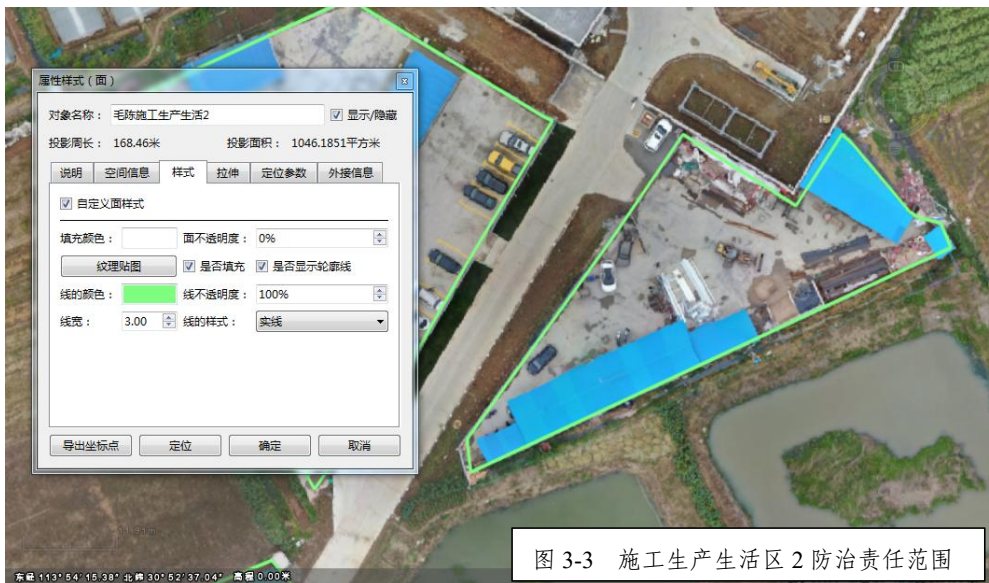 属性样式(面)
对象名称： 毛陈施工生产生活2 显示/隐藏
投影周长： 168.46米 投影面积： 1046.1851平方米
说明 空间信息 样式 拉伸 定位参数 外接信息
自定义面样式
填充颜色： 面不透明度： 0%
纹理贴图 是否填充 是否显示轮廓线
线的颜色： 线不透明度： 100%
线宽： 3.00 线的样式： 实线
导出坐标点 定位 确定 取消
图 3-3 施工生产生活区 2 防治责任范围
东经 113°54'15.38" 北纬 30°52'37.04" 高程 0.00米